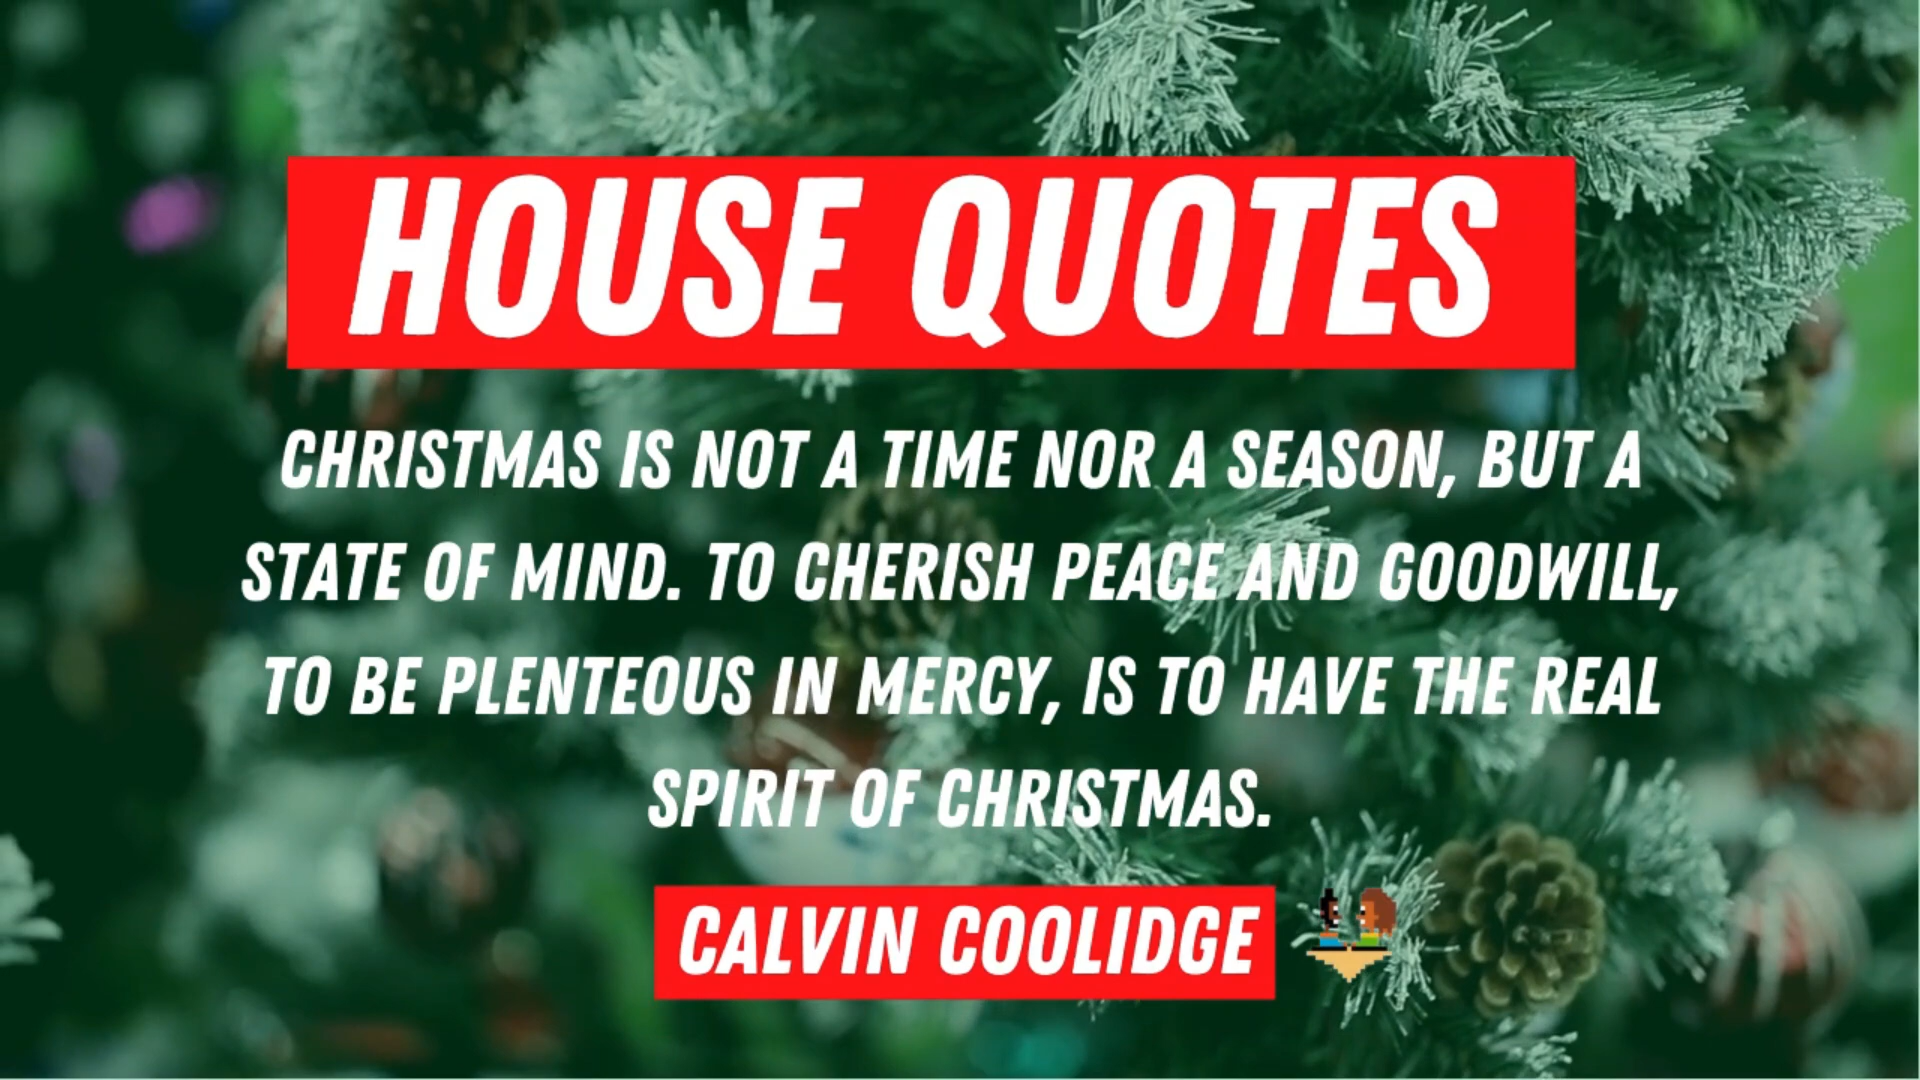 HOUSE QUOTES
CHRISTMAS IS NOT A TIME NOR A SEASON, BUT A
STATE OF MIND. TO CHERISH PEACE AND GOODWILL,
TO BE PLENTEOUS IN MERCY, IS TO HAVE THE REAL
SPIRIT OF CHRISTMAS.
CALVIN COOLIDGE